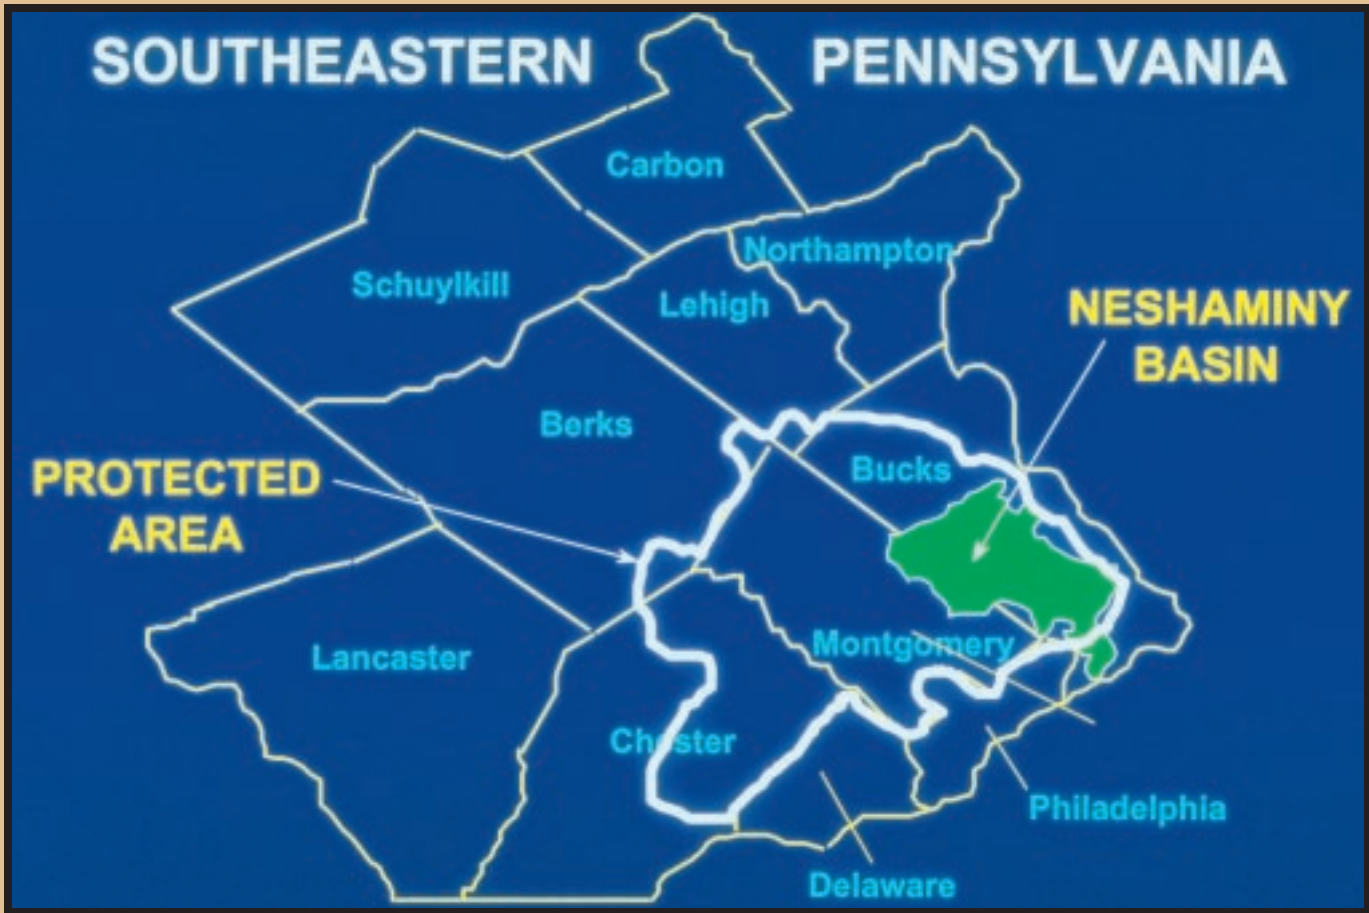 SOUTHEASTERN PENNSYLVANIA
Carbon
Northampton
Schuylkill
Lehigh
NESHAMINY
BASIN
Berks
Bucks
PROTECTED
AREA
Montgomery
Lancaster
Chester
Philadelphia
Delaware